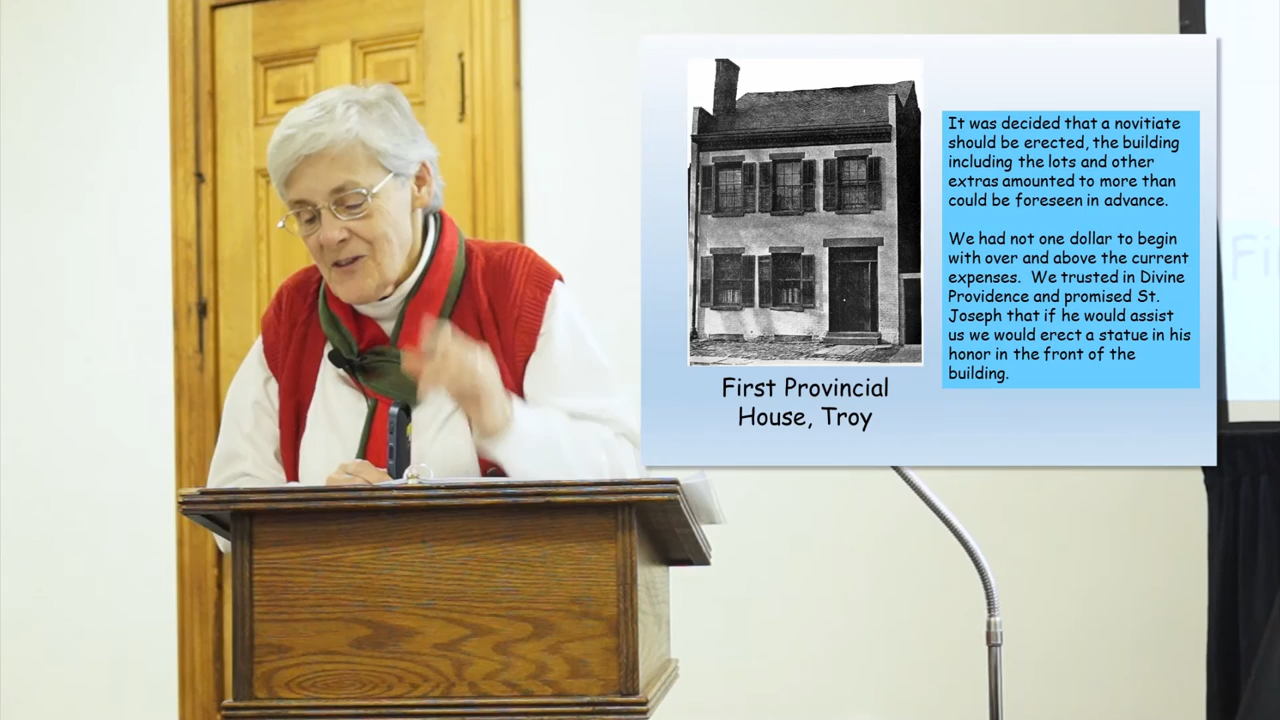 It was decided that a novitiate
should be erected, the building
including the lots and other
extras amounted to more than
could be foreseen in advance.
We had not one dollar to begin
with over and above the current
expenses. We trusted in Divine
Providence and promised St.
Joseph that if he would assist
us we would erect a statue in his
honor in the front of the
building.
First Provincial
House, Troy
Fi